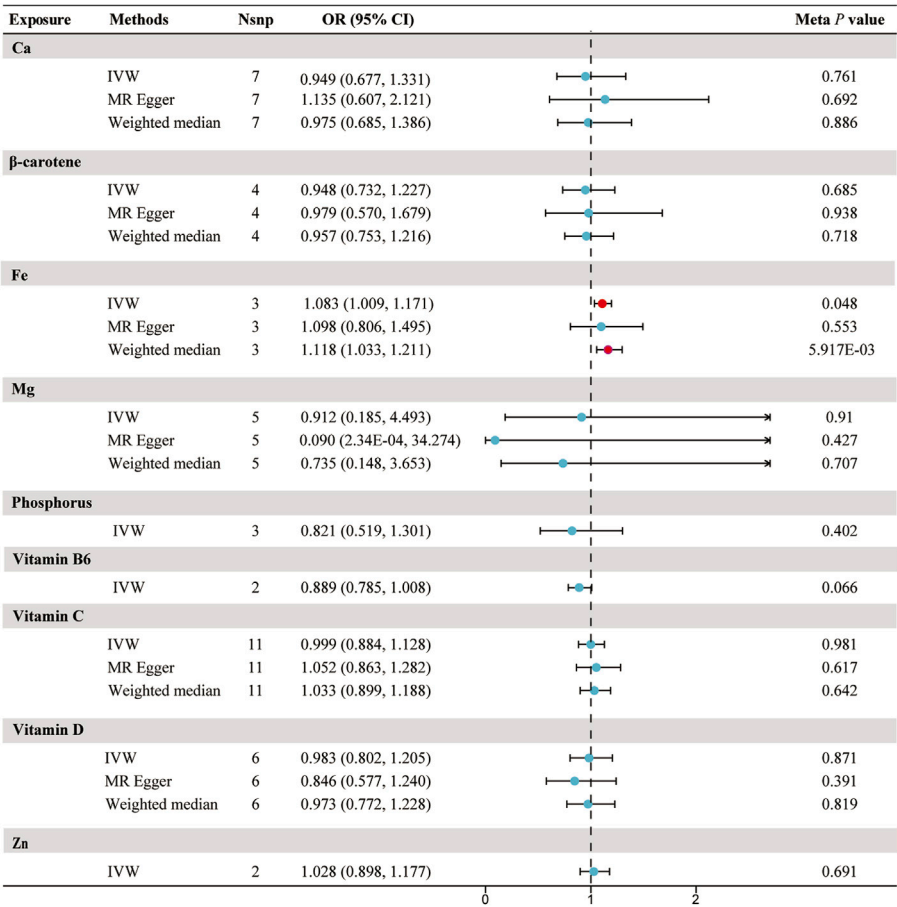 Exposure Methods Nsnp OR (95% CI) Meta P value
Ca
IVW 7 0.949 (0.677, 1.331) 0.761
MR Egger 7 1.135 (0.607, 2.121) 0.692
Weighted median 7 0.975 (0.685, 1.386) 0.886
β-carotene
IVW 4 0.948 (0.732, 1.227) 0.685
MR Egger 4 0.979 (0.570, 1.679) 0.938
Weighted median 4 0.957 (0.753, 1.216) 0.718
Fe
IVW 3 1.083 (1.009, 1.171) 0.048
MR Egger 3 1.098 (0.806, 1.495) 0.553
Weighted median 3 1.118 (1.033, 1.211) 5.917E-03
Mg
IVW 5 0.912 (0.185, 4.493) 0.91
MR Egger 5 0.090 (2.34E-04, 34.274) 0.427
Weighted median 5 0.735 (0.148, 3.653) 0.707
Phosphorus
IVW 3 0.821 (0.519, 1.301) 0.402
Vitamin B6
IVW 2 0.889 (0.785, 1.008) 0.066
Vitamin C
IVW 11 0.999 (0.884, 1.128) 0.981
MR Egger 11 1.052 (0.863, 1.282) 0.617
Weighted median 11 1.033 (0.899, 1.188) 0.642
Vitamin D
IVW 6 0.983 (0.802, 1.205) 0.871
MR Egger 6 0.846 (0.577, 1.240) 0.391
Weighted median 6 0.973 (0.772, 1.228) 0.819
Zn
IVW 2 1.028 (0.898, 1.177) 0.691
0 1 2